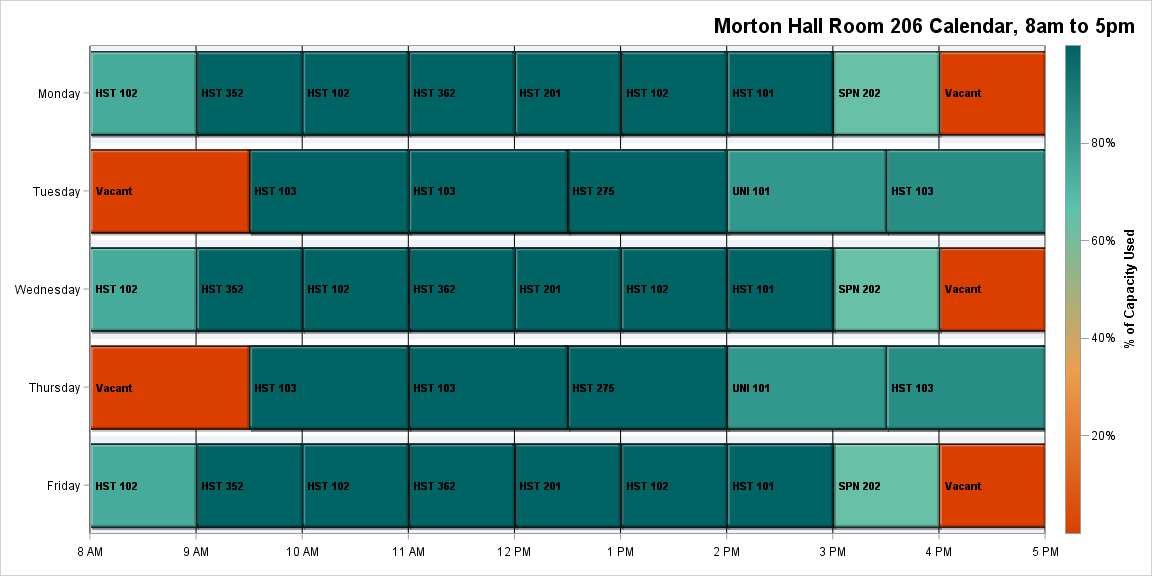 Morton Hall Room 206 Calendar, 8am to 5pm
Monday
HST 102
HST 352
HST 102
HST 362
HST 201
HST 102
HST 101
SPN 202
Vacant
Tuesday
Vacant
HST 103
HST 103
HST 275
UNI 101
HST 103
Wednesday
HST 102
HST 352
HST 102
HST 362
HST 201
HST 102
HST 101
SPN 202
Vacant
Thursday
Vacant
HST 103
HST 103
HST 275
UNI 101
HST 103
Friday
HST 102
HST 352
HST 102
HST 362
HST 201
HST 102
HST 101
SPN 202
Vacant
8 AM
9 AM
10 AM
11 AM
12 PM
1 PM
2 PM
3 PM
4 PM
5 PM
80%
60%
40%
20%
% of Capacity Used